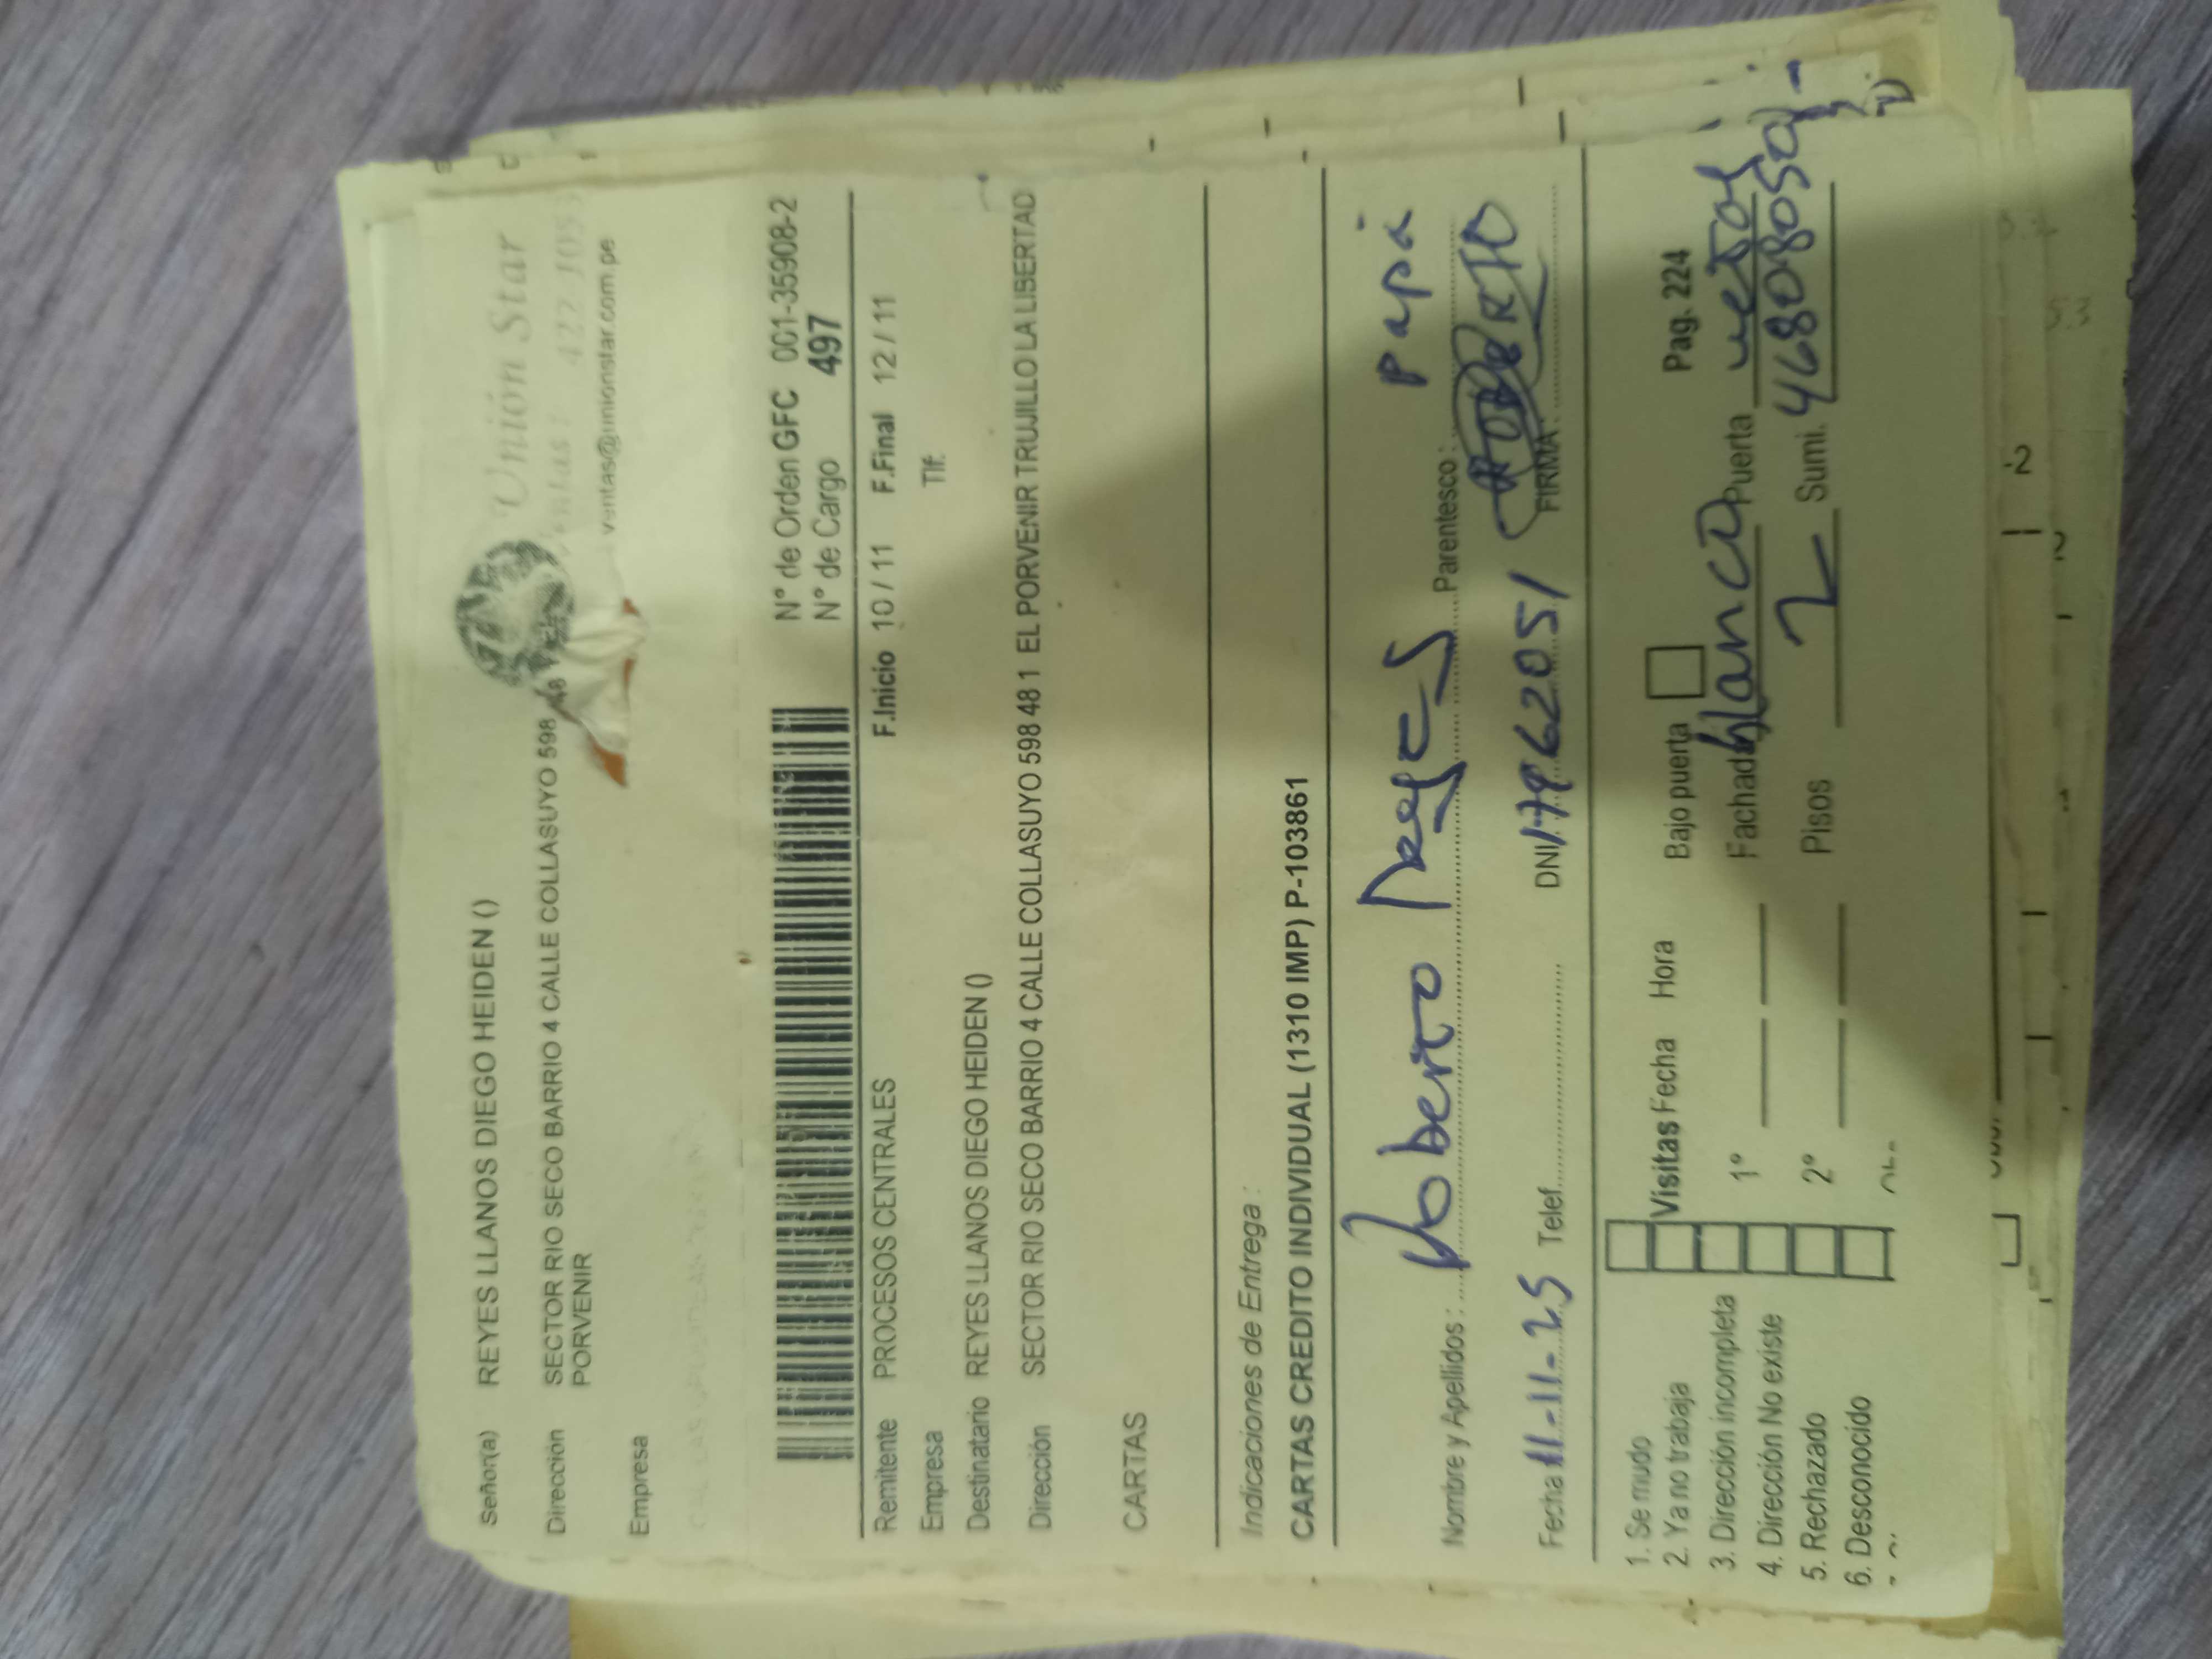 Señor(a) REYES LLANOS DIEGO HEIDEN ()
Unión Star
Dirección SECTOR RIO SECO BARRIO 4 CALLE COLLASUYO 598 48
PORVENIR
ventas@unionstar.com.pe
Empresa
N° de Orden GFC 001-35908-2
N° de Cargo 497
Remitente PROCESOS CENTRALES F.Inicio 10 / 11 F.Final 12 / 11
Empresa Tlf.
Destinatario REYES LLANOS DIEGO HEIDEN ()
Dirección SECTOR RIO SECO BARRIO 4 CALLE COLLASUYO 598 48 1 EL PORVENIR TRUJILLO LA LIBERTAD
CARTAS
Indicaciones de Entrega :
CARTAS CREDITO INDIVIDUAL (1310 IMP) P-103861
Nombre y Apellidos : Roberto Reyes Parentesco : Papá
Fecha 11-11-25 Telef. DNI 17962051 FIRMA
1. Se mudo
2. Ya no trabaja Visitas Fecha Hora Bajo puerta Pag. 224
3. Dirección incompleta 1° Fachada blanco Puerta
4. Dirección No existe
5. Rechazado 2° Pisos 2 Sumi.
6. Desconocido